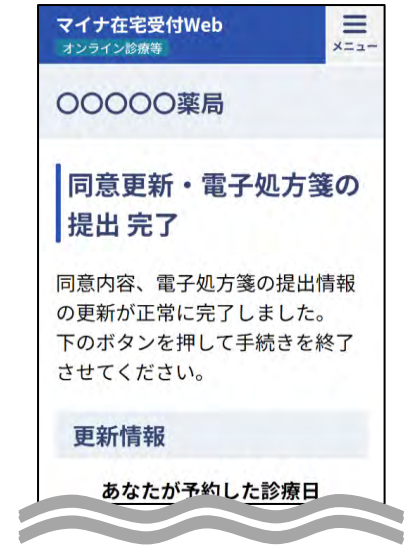 マイナ在宅受付Web
オンライン診療等
メニュー
〇〇〇〇〇薬局
同意更新・電子処方箋の
提出 完了
同意内容、電子処方箋の提出情報
の更新が正常に完了しました。
下のボタンを押して手続きを終了
させてください。
更新情報
あなたが予約した診療日